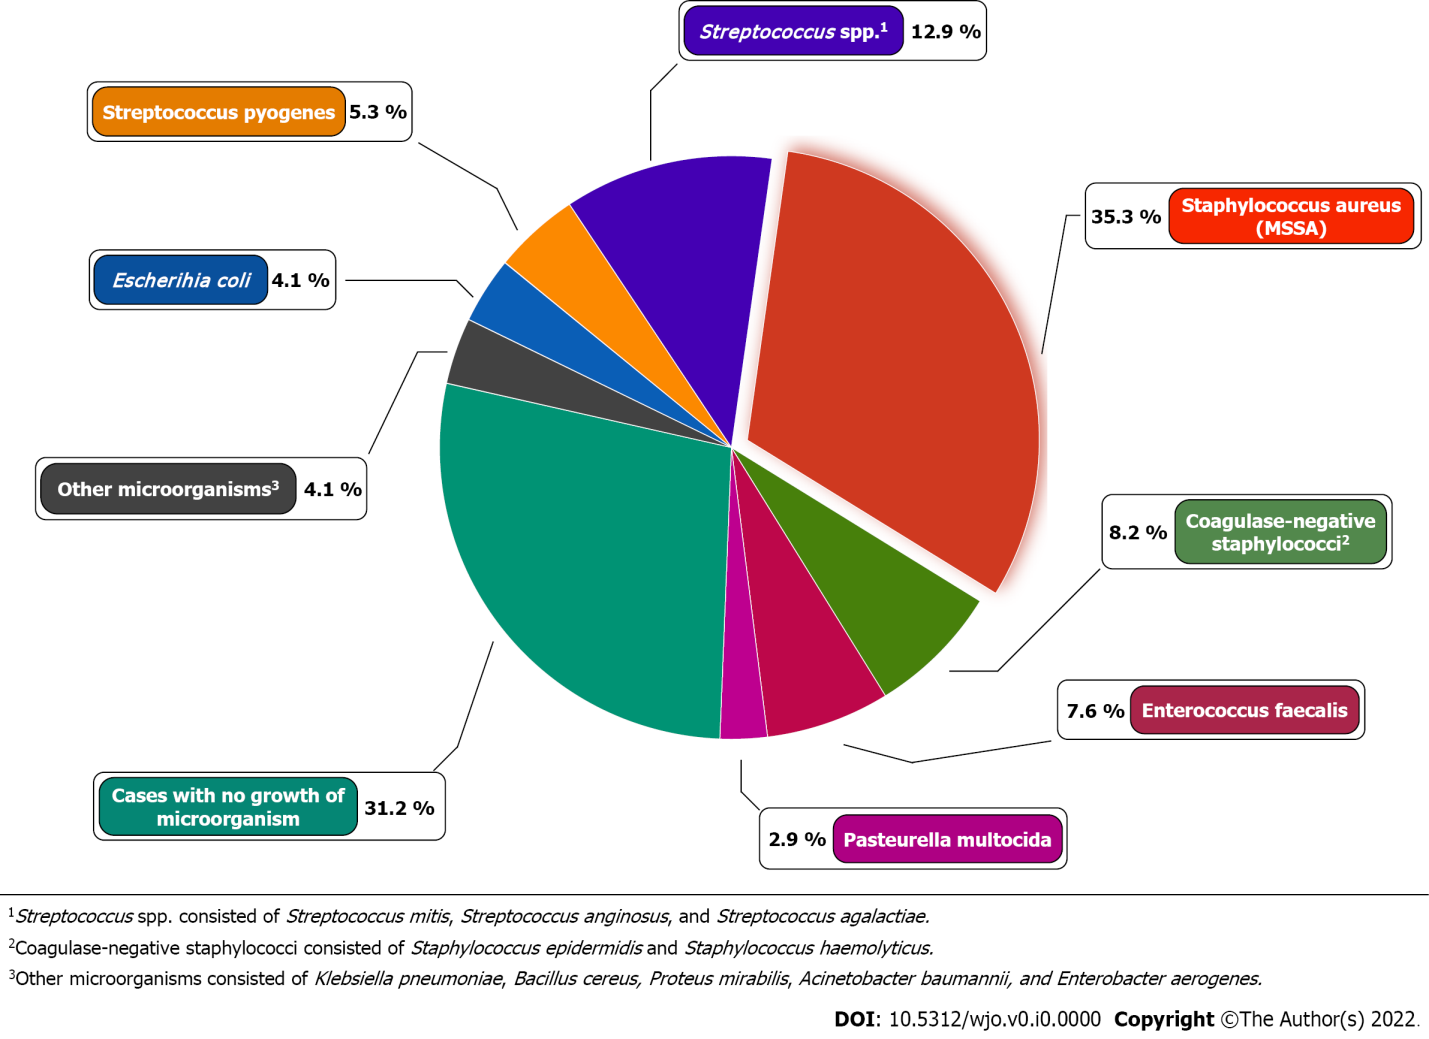 Streptococcus spp.1 12.9 %
Streptococcus pyogenes 5.3 %
35.3 % Staphylococcus aureus
(MSSA)
Escherihia coli 4.1 %
Other microorganisms3 4.1 %
8.2 % Coagulase-negative
staphylococci2
7.6 % Enterococcus faecalis
Cases with no growth of
microorganism 31.2 %
2.9 % Pasteurella multocida
1Streptococcus spp. consisted of Streptococcus mitis, Streptococcus anginosus, and Streptococcus agalactiae.
2Coagulase-negative staphylococci consisted of Staphylococcus epidermidis and Staphylococcus haemolyticus.
3Other microorganisms consisted of Klebsiella pneumoniae, Bacillus cereus, Proteus mirabilis, Acinetobacter baumannii, and Enterobacter aerogenes.
DOI: 10.5312/wjo.v0.i0.0000 Copyright ©The Author(s) 2022.